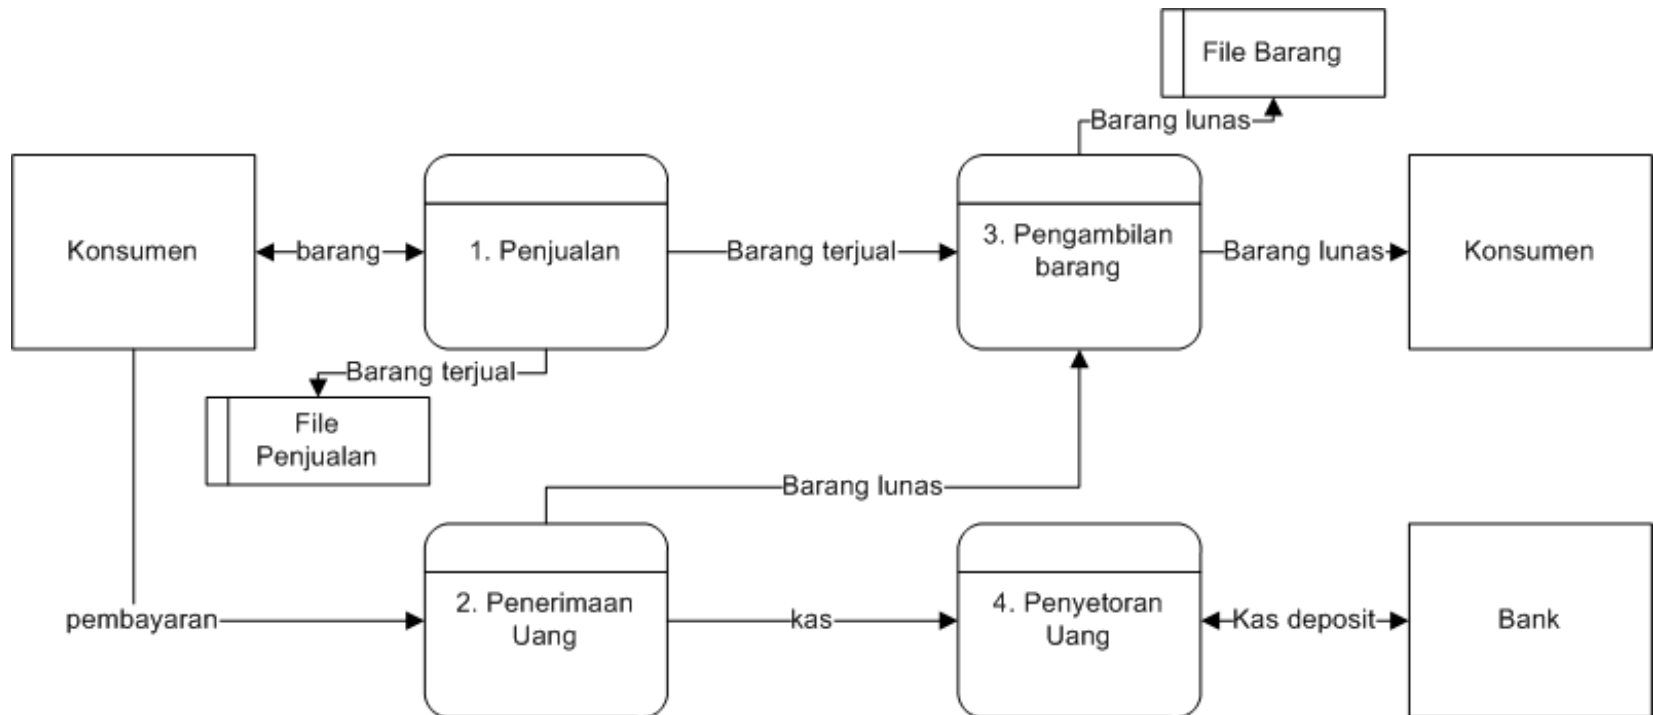 File Barang
Barang lunas
Konsumen
barang
1. Penjualan
Barang terjual
3. Pengambilan
barang
Barang lunas
Konsumen
Barang terjual
File
Penjualan
Barang lunas
pembayaran
2. Penerimaan
Uang
kas
4. Penyetoran
Uang
Kas deposit
Bank